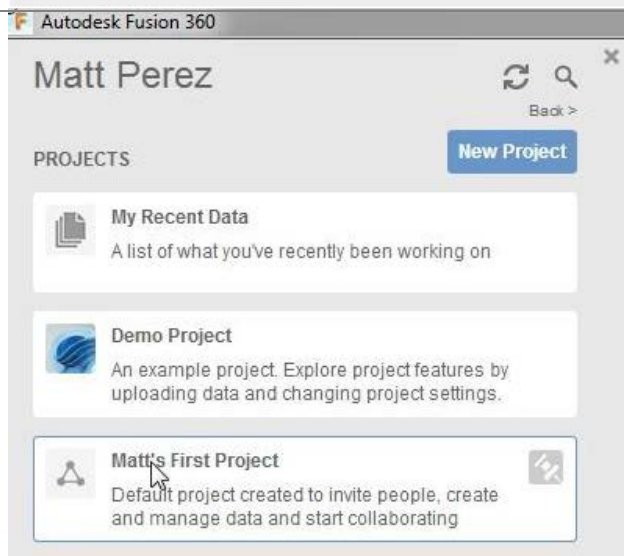 Autodesk Fusion 360
Matt Perez
Back >
PROJECTS
New Project
My Recent Data
A list of what you've recently been working on
Demo Project
An example project. Explore project features by
uploading data and changing project settings.
Matt's First Project
Default project created to invite people, create
and manage data and start collaborating